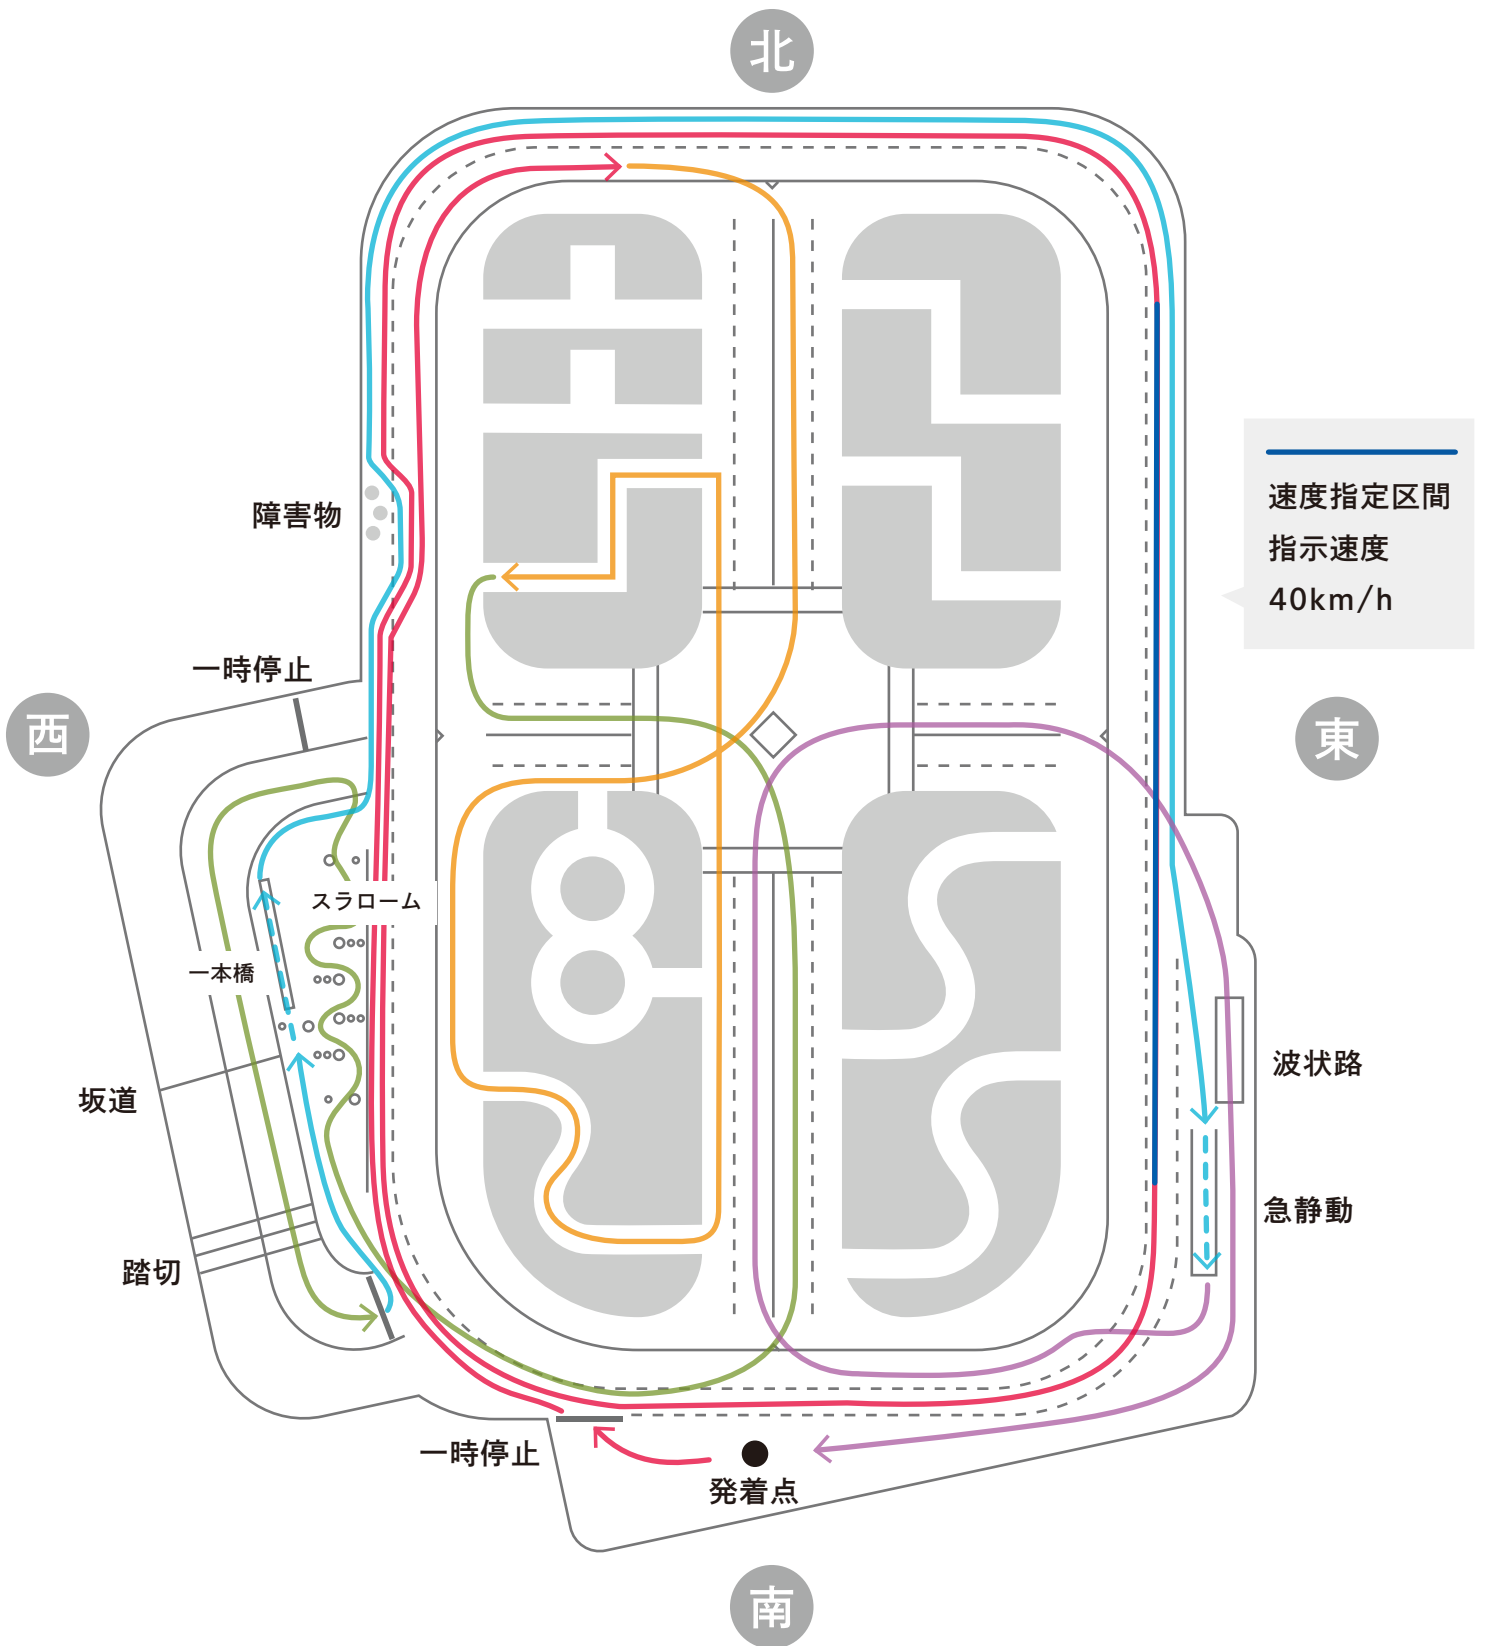 北
障害物
速度指定区間
指示速度
40km/h
一時停止
西
東
スラローム
一本橋
波状路
坂道
急静動
踏切
一時停止
発着点
南